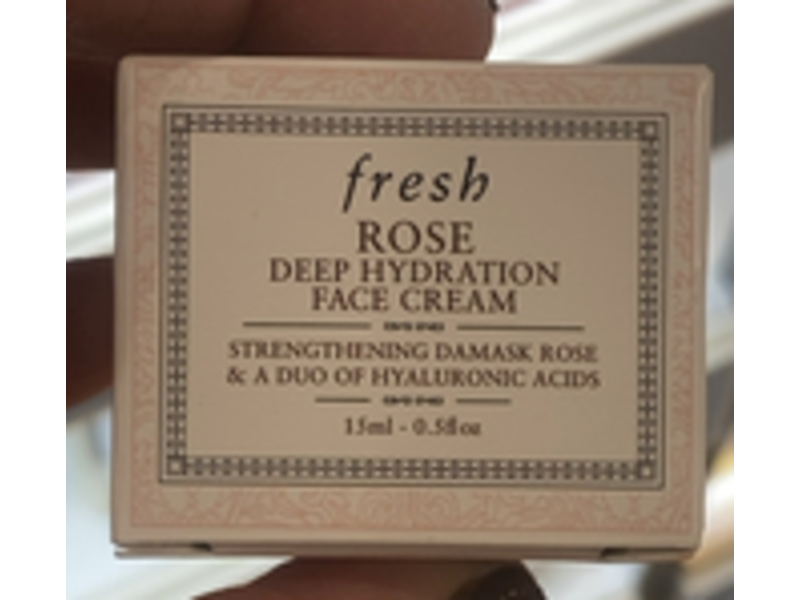 fresh
ROSE
DEEP HYDRATION
FACE CREAM
STRENGTHENING DAMASK ROSE
& A DUO OF HYALURONIC ACIDS
15ml - 0.5fl oz